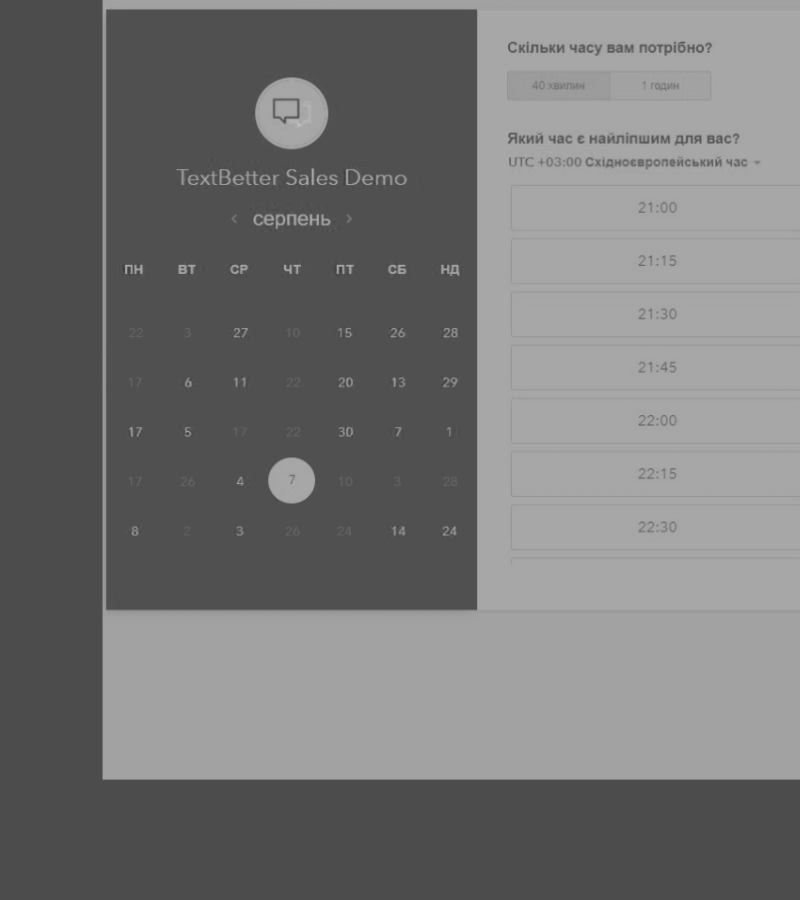 TextBetter Sales Demo
‹ серпень ›
ПН ВТ СР ЧТ ПТ СБ НД
22 3 27 10 15 26 28
17 6 11 22 20 13 29
17 5 17 22 30 7 1
17 26 4 7 10 3 28
8 2 3 26 24 14 24
Скільки часу вам потрібно?
40 хвилин 1 годин
Який час є найліпшим для вас?
UTC +03:00 Східноєвропейський час
21:00
21:15
21:30
21:45
22:00
22:15
22:30